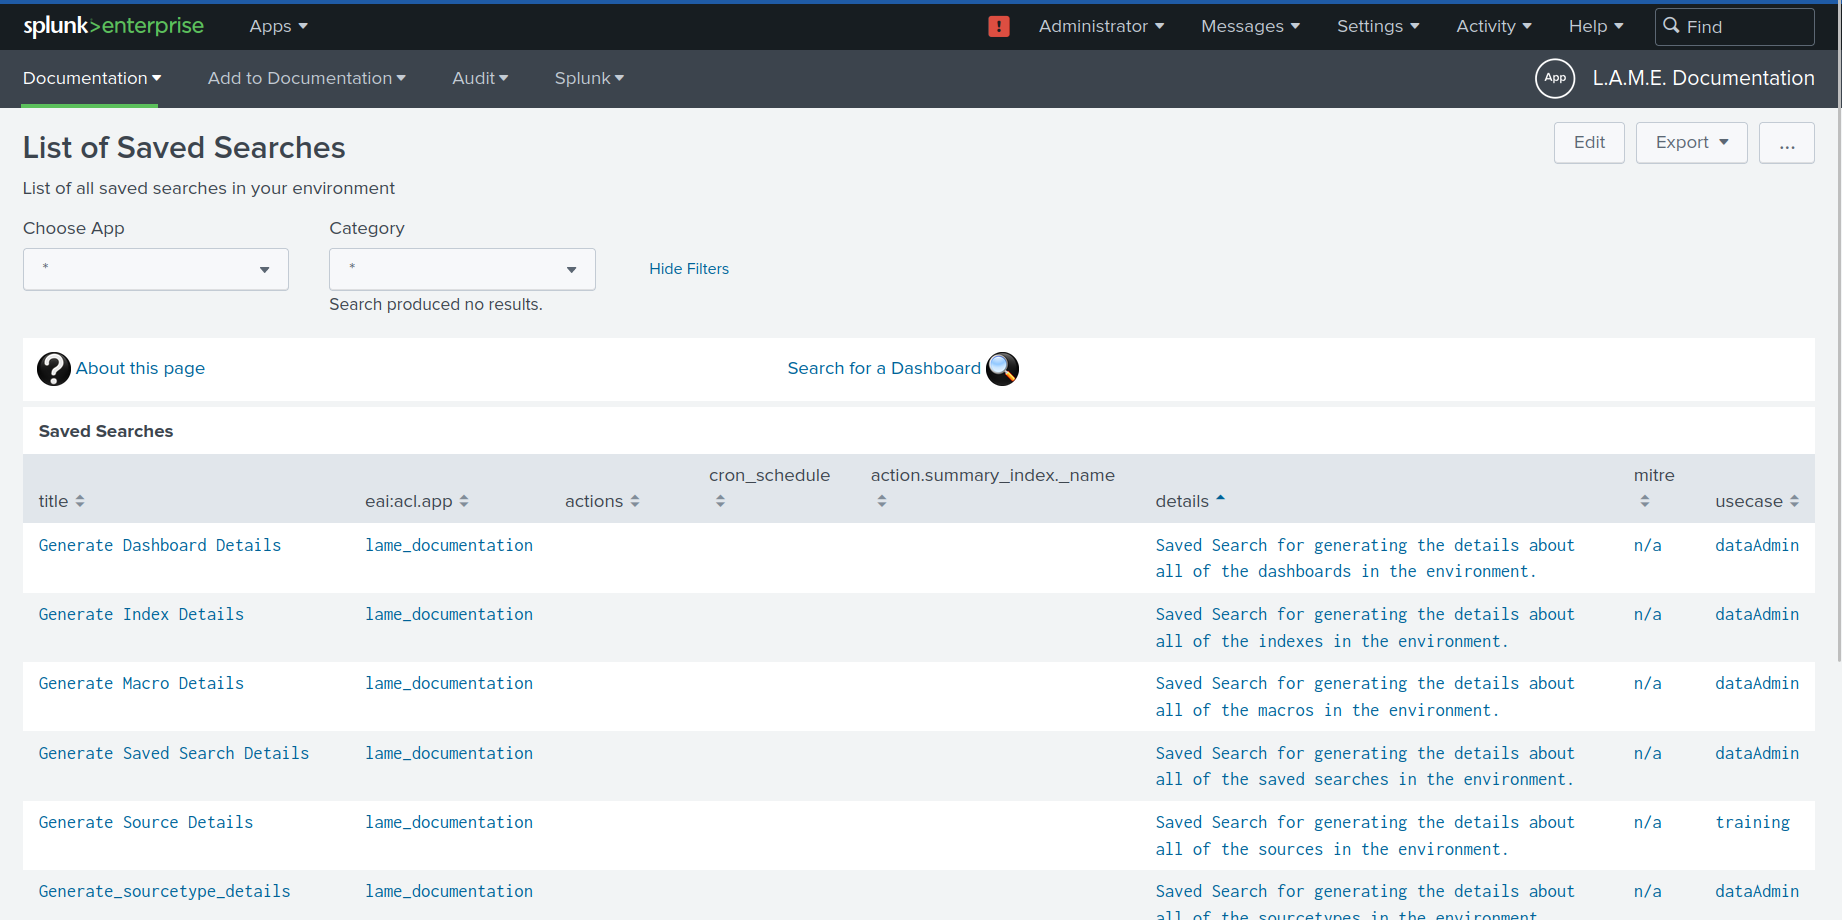 splunk>enterprise Apps ! Administrator Messages Settings Activity Help Find
Documentation Add to Documentation Audit Splunk App L.A.M.E. Documentation
List of Saved Searches Edit Export ...
List of all saved searches in your environment
Choose App Category
* * Hide Filters
Search produced no results.
? About this page Search for a Dashboard
Saved Searches
title eai:acl.app actions cron_schedule action.summary_index._name details mitre usecase
Generate Dashboard Details lame_documentation Saved Search for generating the details about n/a dataAdmin
all of the dashboards in the environment.
Generate Index Details lame_documentation Saved Search for generating the details about n/a dataAdmin
all of the indexes in the environment.
Generate Macro Details lame_documentation Saved Search for generating the details about n/a dataAdmin
all of the macros in the environment.
Generate Saved Search Details lame_documentation Saved Search for generating the details about n/a dataAdmin
all of the saved searches in the environment.
Generate Source Details lame_documentation Saved Search for generating the details about n/a training
all of the sources in the environment.
Generate_sourcetype_details lame_documentation Saved Search for generating the details about n/a dataAdmin
all of the sourcetypes in the environment.